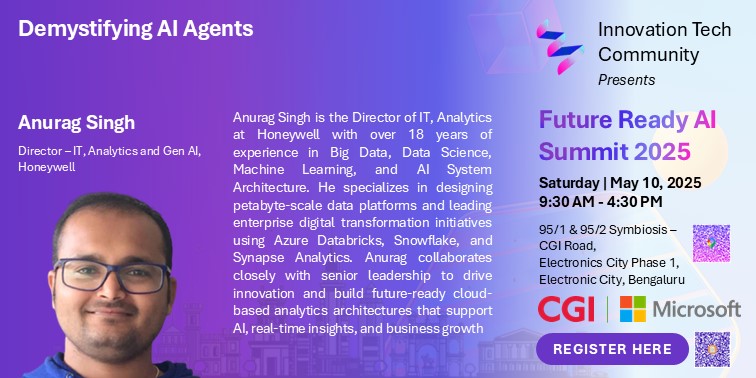 Demystifying AI Agents
Anurag Singh
Director – IT, Analytics and Gen AI,
Honeywell
Anurag Singh is the Director of IT, Analytics
at Honeywell with over 18 years of
experience in Big Data, Data Science,
Machine Learning, and AI System
Architecture. He specializes in designing
petabyte-scale data platforms and leading
enterprise digital transformation initiatives
using Azure Databricks, Snowflake, and
Synapse Analytics. Anurag collaborates
closely with senior leadership to drive
innovation and build future-ready cloud-
based analytics architectures that support
AI, real-time insights, and business growth
Innovation Tech
Community
Presents
Future Ready AI
Summit 2025
Saturday | May 10, 2025
9:30 AM - 4:30 PM
95/1 & 95/2 Symbiosis –
CGI Road,
Electronics City Phase 1,
Electronic City, Bengaluru
CGI | Microsoft
REGISTER HERE